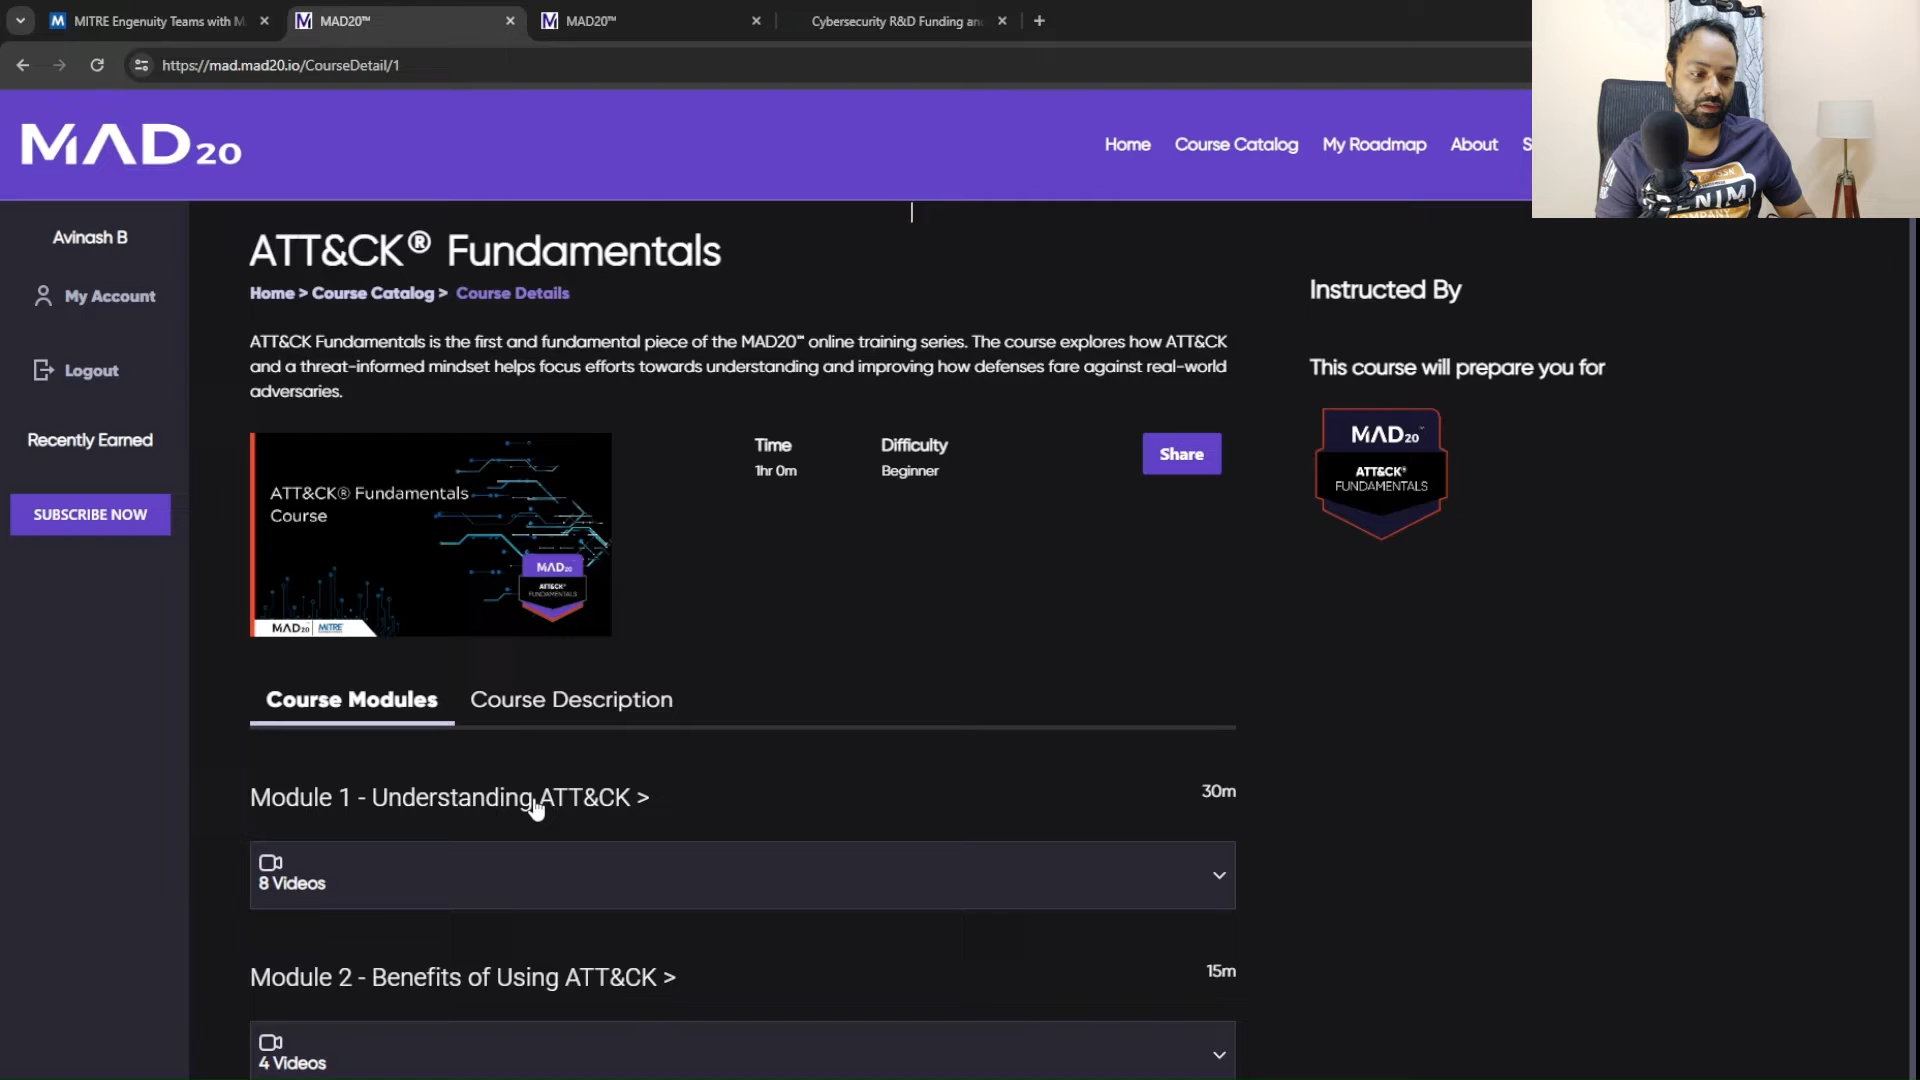 MITRE Engenuity Teams with M
MAD20™
MAD20™
Cybersecurity R&D Funding an
https://mad.mad20.io/CourseDetail/1
MAD20
Home
Course Catalog
My Roadmap
About
S
Avinash B
My Account
Logout
Recently Earned
SUBSCRIBE NOW
ATT&CK® Fundamentals
Home > Course Catalog > Course Details
ATT&CK Fundamentals is the first and fundamental piece of the MAD20™ online training series. The course explores how ATT&CK
and a threat-informed mindset helps focus efforts towards understanding and improving how defenses fare against real-world
adversaries.
ATT&CK® Fundamentals
Course
MAD20
ATT&CK®
FUNDAMENTALS
MAD20 MITRE
Time
1hr 0m
Difficulty
Beginner
Share
Instructed By
This course will prepare you for
MAD20™
ATT&CK®
FUNDAMENTALS
Course Modules
Course Description
Module 1 - Understanding ATT&CK >
30m
8 Videos
Module 2 - Benefits of Using ATT&CK >
15m
4 Videos